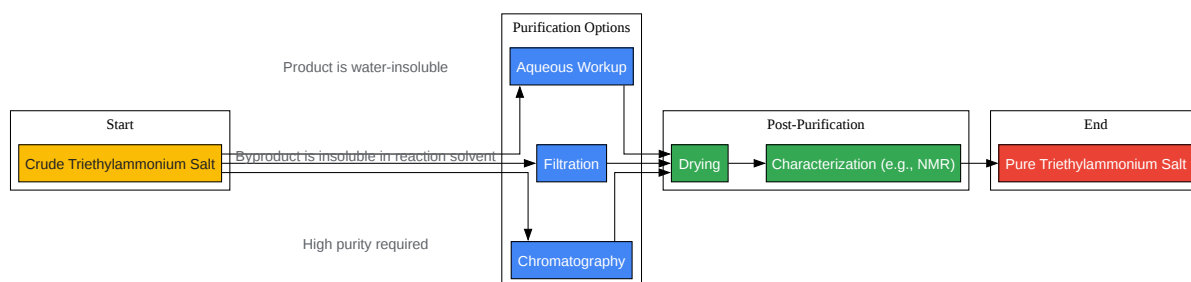 Purification Options
Product is water-insoluble
Aqueous Workup
Start
Post-Purification
End
Crude Triethylammonium Salt
Byproduct is insoluble in reaction solvent
Filtration
Drying
Characterization (e.g., NMR)
Pure Triethylammonium Salt
High purity required
Chromatography